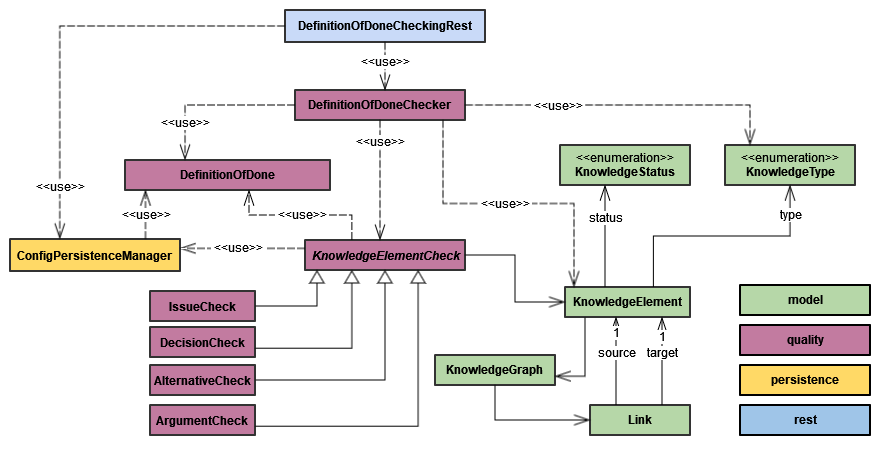 DefinitionOfDoneCheckingRest
<<use>>
DefinitionOfDoneChecker
<<use>>
<<use>>
<<use>>
<<enumeration>>
KnowledgeStatus
<<enumeration>>
KnowledgeType
DefinitionOfDone
<<use>>
<<use>>
<<use>>
<<use>>
status
type
ConfigPersistenceManager
<<use>>
KnowledgeElementCheck
IssueCheck
KnowledgeElement
model
DecisionCheck
1
source
1
target
quality
AlternativeCheck
KnowledgeGraph
persistence
ArgumentCheck
Link
rest